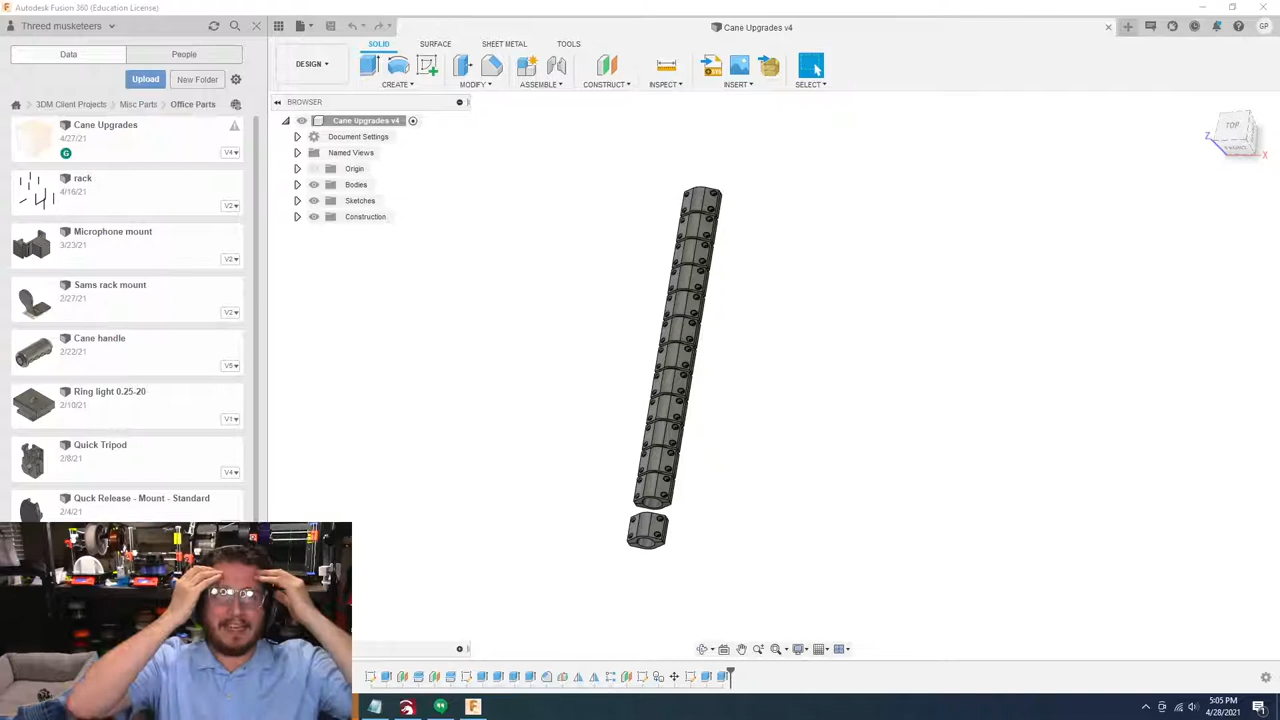 Autodesk Fusion 360 (Education License)
Threed musketeers
Cane Upgrades v4
GP
Data
People
SOLID
SURFACE
SHEET METAL
TOOLS
DESIGN
Upload
New Folder
CREATE
MODIFY
ASSEMBLE
CONSTRUCT
INSPECT
INSERT
SELECT
3DM Client Projects
Misc Parts
Office Parts
BROWSER
Cane Upgrades v4
Document Settings
Named Views
Origin
Bodies
Sketches
Construction
TOP
FRONT
Z
X
Cane Upgrades
4/27/21
G
V4
rack
4/16/21
V2
Microphone mount
3/23/21
V2
Sams rack mount
2/27/21
V2
Cane handle
2/22/21
V5
Ring light 0.25-20
2/10/21
V1
Quick Tripod
2/8/21
V4
Quck Release - Mount - Standard
2/4/21
5:05 PM
4/28/2021